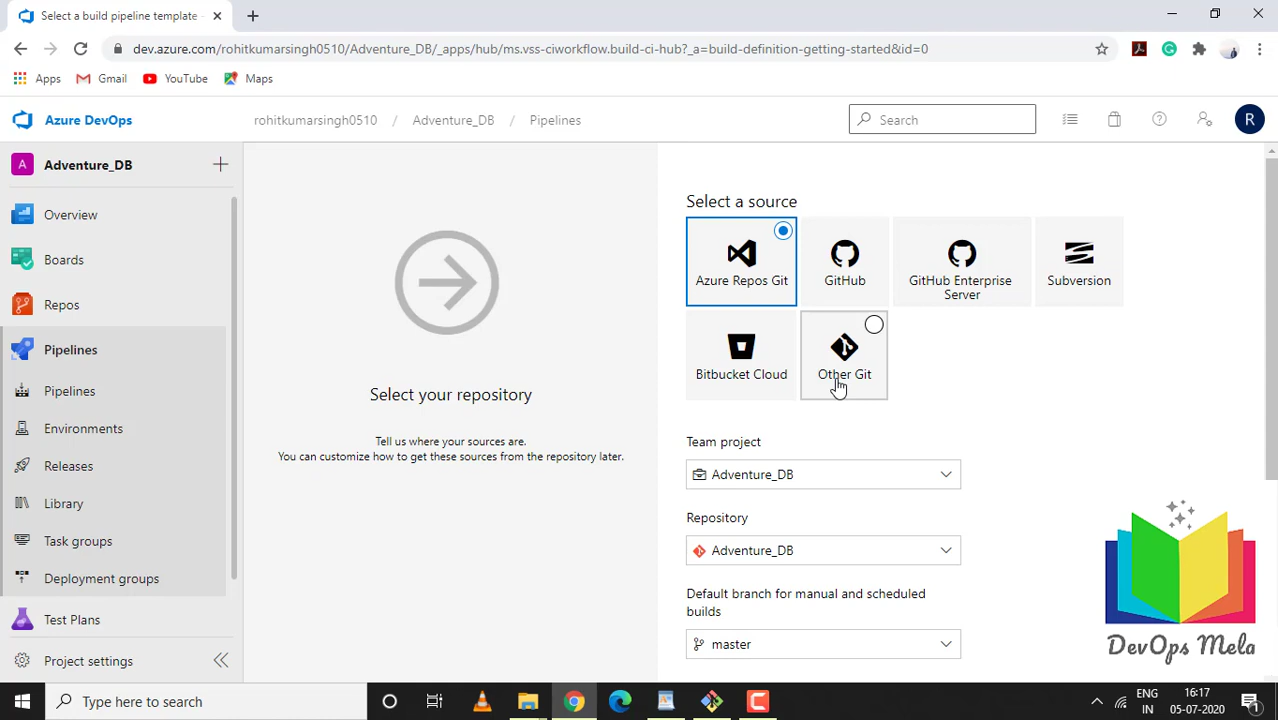 Select a build pipeline template -
dev.azure.com/rohitkumarsingh0510/Adventure_DB/_apps/hub/ms.vss-ciworkflow.build-ci-hub?_a=build-definition-getting-started&id=0
Apps Gmail YouTube Maps
Azure DevOps
rohitkumarsingh0510 / Adventure_DB / Pipelines
Search
R
A Adventure_DB
Overview
Boards
Repos
Pipelines
Pipelines
Environments
Releases
Library
Task groups
Deployment groups
Test Plans
Project settings
Select your repository
Tell us where your sources are.
You can customize how to get these sources from the repository later.
Select a source
Azure Repos Git
GitHub
GitHub Enterprise
Server
Subversion
Bitbucket Cloud
Other Git
Team project
Adventure_DB
Repository
Adventure_DB
Default branch for manual and scheduled
builds
master
DevOps Mela
Type here to search
ENG
IN
16:17
05-07-2020
1